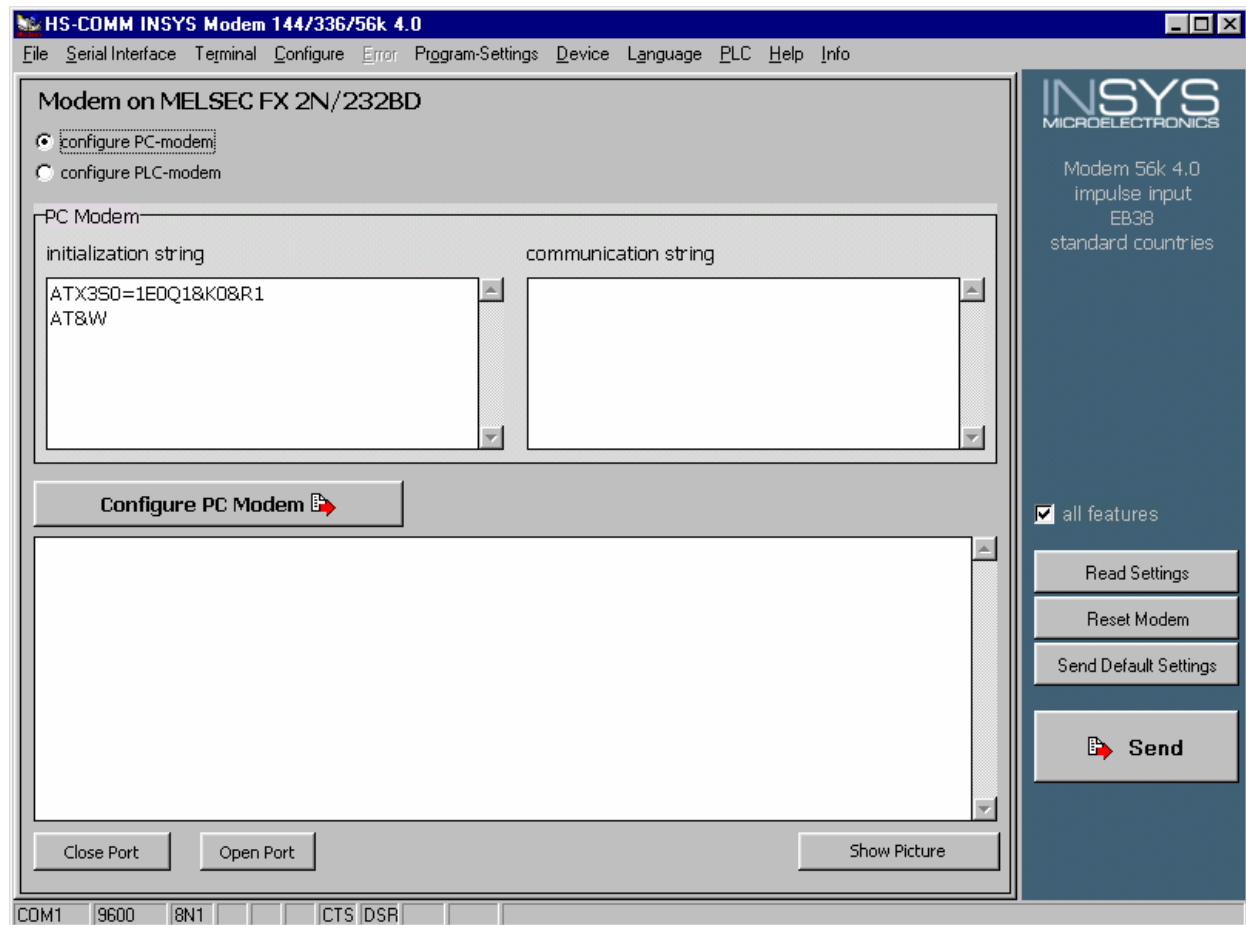 HS-COMM INSYS Modem 144/336/56k 4.0
File Serial Interface Terminal Configure Error Program-Settings Device Language PLC Help Info
Modem on MELSEC FX 2N/232BD
configure PC-modem
configure PLC-modem
PC Modem
initialization string
communication string
ATX3S0=1E0Q1&K0&R1
AT&W
Configure PC Modem
Close Port
Open Port
Show Picture
INSYS
MICROELECTRONICS
Modem 56k 4.0
impulse input
EB38
standard countries
all features
Read Settings
Reset Modem
Send Default Settings
Send
COM1 9600 8N1 CTS DSR